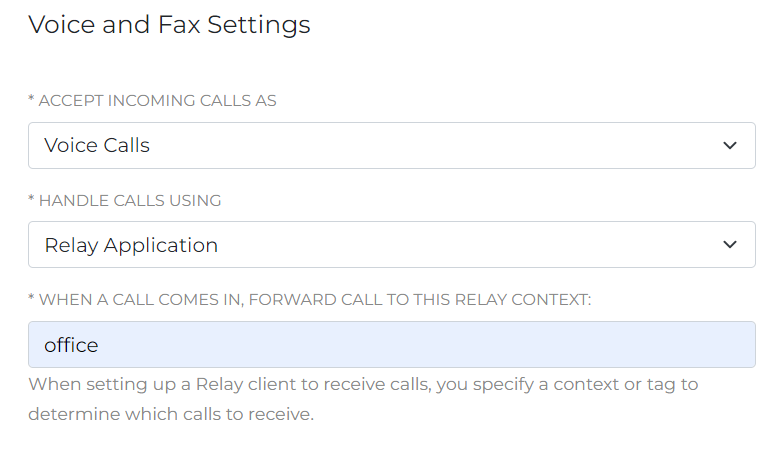 Voice and Fax Settings
* ACCEPT INCOMING CALLS AS
Voice Calls
* HANDLE CALLS USING
Relay Application
* WHEN A CALL COMES IN, FORWARD CALL TO THIS RELAY CONTEXT:
office
When setting up a Relay client to receive calls, you specify a context or tag to
determine which calls to receive.